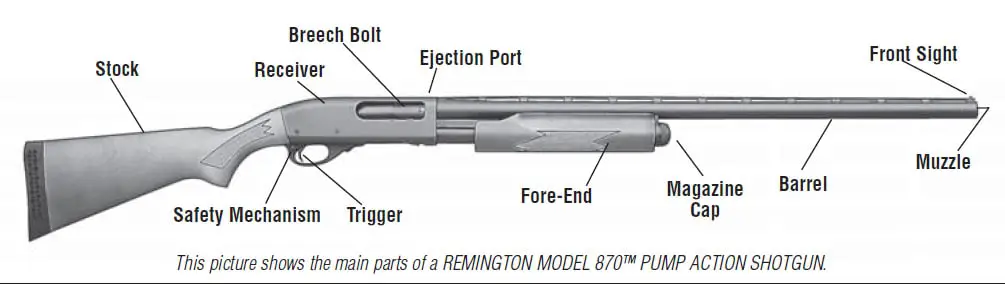 Breech Bolt
Ejection Port
Front Sight
Stock
Receiver
Muzzle
Fore-End
Magazine
Cap
Barrel
Safety Mechanism
Trigger
This picture shows the main parts of a REMINGTON MODEL 870™ PUMP ACTION SHOTGUN.